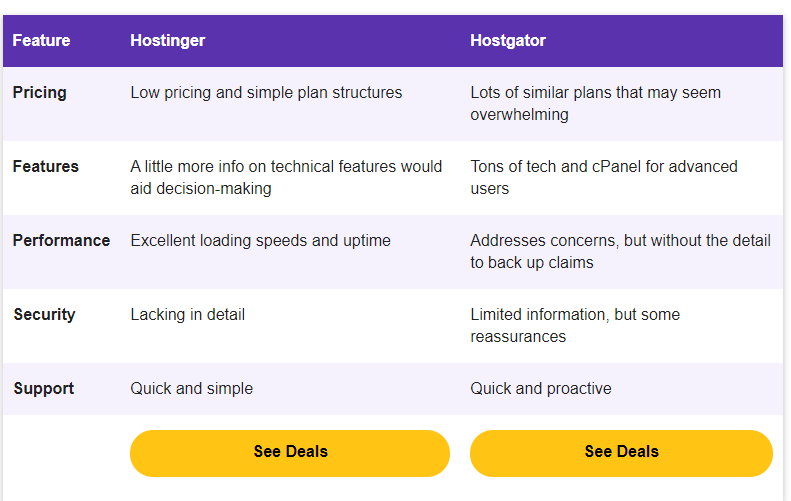 Feature Hostinger Hostgator
Pricing Low pricing and simple plan structures Lots of similar plans that may seem
overwhelming
Features A little more info on technical features would Tons of tech and cPanel for advanced
aid decision-making users
Performance Excellent loading speeds and uptime Addresses concerns, but without the detail
to back up claims
Security Lacking in detail Limited information, but some
reassurances
Support Quick and simple Quick and proactive
See Deals See Deals